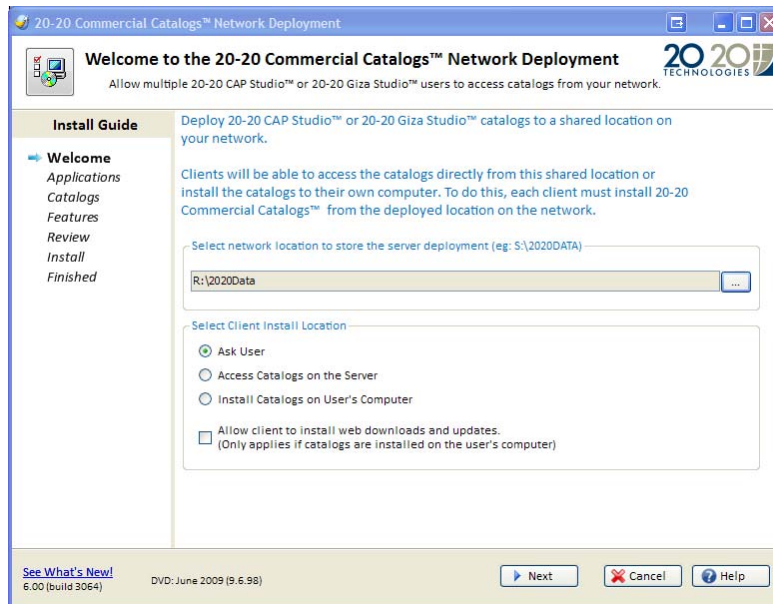 20-20 Commercial Catalogs™ Network Deployment
Welcome to the 20-20 Commercial Catalogs™ Network Deployment
Allow multiple 20-20 CAP Studio™ or 20-20 Giza Studio™ users to access catalogs from your network.
20 20
TECHNOLOGIES
Install Guide
Welcome
Applications
Catalogs
Features
Review
Install
Finished
Deploy 20-20 CAP Studio™ or 20-20 Giza Studio™ catalogs to a shared location on
your network.
Clients will be able to access the catalogs directly from this shared location or
install the catalogs to their own computer. To do this, each client must install 20-20
Commercial Catalogs™ from the deployed location on the network.
Select network location to store the server deployment (eg: S:\2020DATA)
R:\2020Data
...
Select Client Install Location
Ask User
Access Catalogs on the Server
Install Catalogs on User's Computer
Allow client to install web downloads and updates.
(Only applies if catalogs are installed on the user's computer)
See What's New!
6.00 (build 3064)
DVD: June 2009 (9.6.98)
Next
Cancel
Help